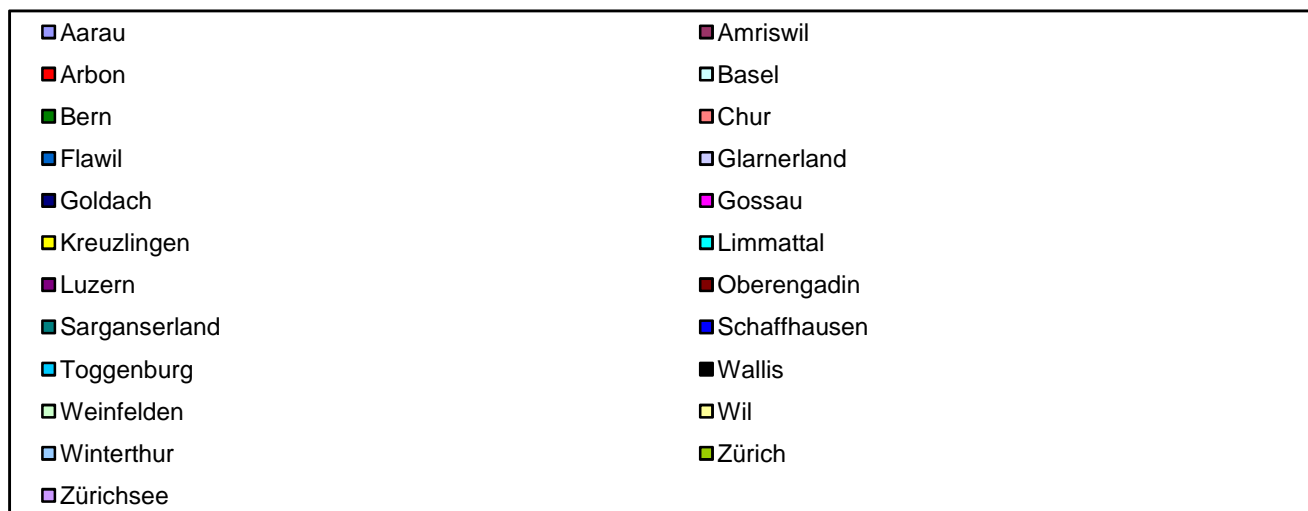 Aarau Amriswil
Arbon Basel
Bern Chur
Flawil Glarnerland
Goldach Gossau
Kreuzlingen Limmattal
Luzern Oberengadin
Sarganserland Schaffhausen
Toggenburg Wallis
Weinfelden Wil
Winterthur Zürich
Zürichsee